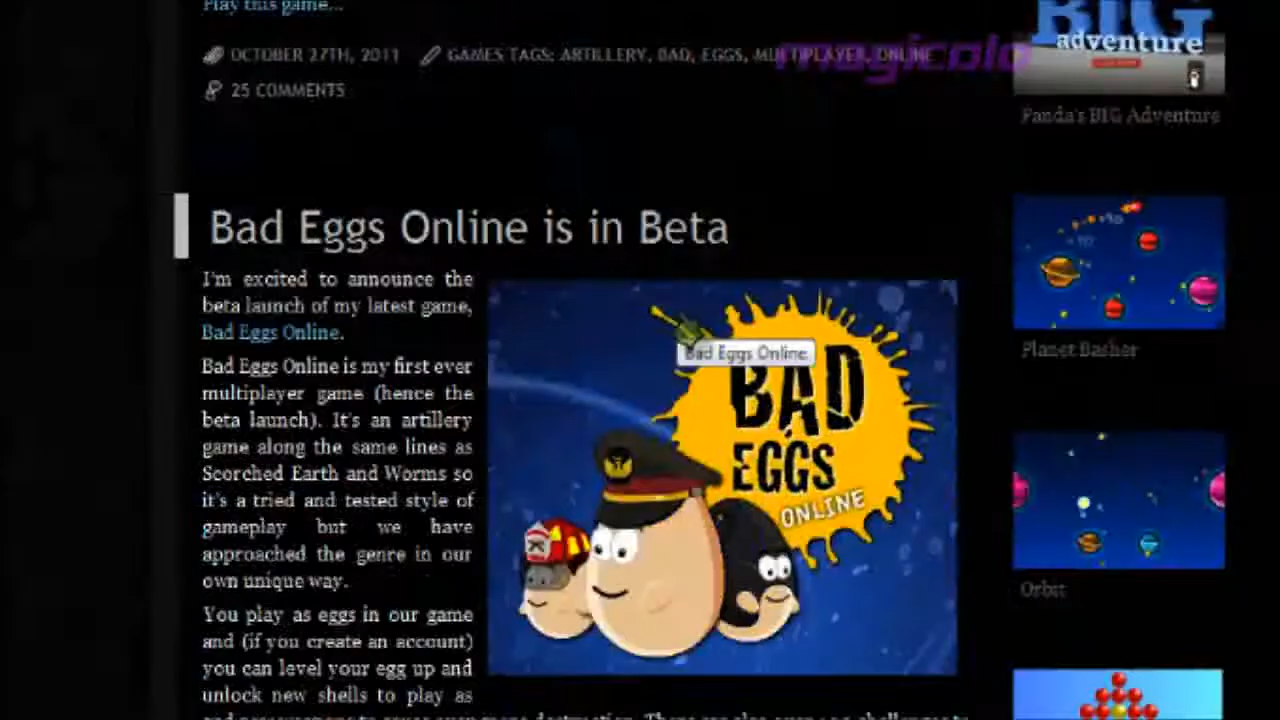 Play this game...
OCTOBER 27TH, 2011 GAMES TAGS: ARTILLERY, BAD, EGGS, MULTIPLAYER, ONLINE
magicolo
25 COMMENTS
BIG
adventure
Panda's BIG Adventure
Bad Eggs Online is in Beta
I'm excited to announce the
beta launch of my latest game,
Bad Eggs Online.
Bad Eggs Online is my first ever
multiplayer game (hence the
beta launch). It's an artillery
game along the same lines as
Scorched Earth and Worms so
it's a tried and tested style of
gameplay but we have
approached the genre in our
own unique way.
You play as eggs in our game
and (if you create an account)
you can level your egg up and
unlock new shells to play as
Bad Eggs Online
BAD
EGGS
ONLINE
Planet Basher
Orbit